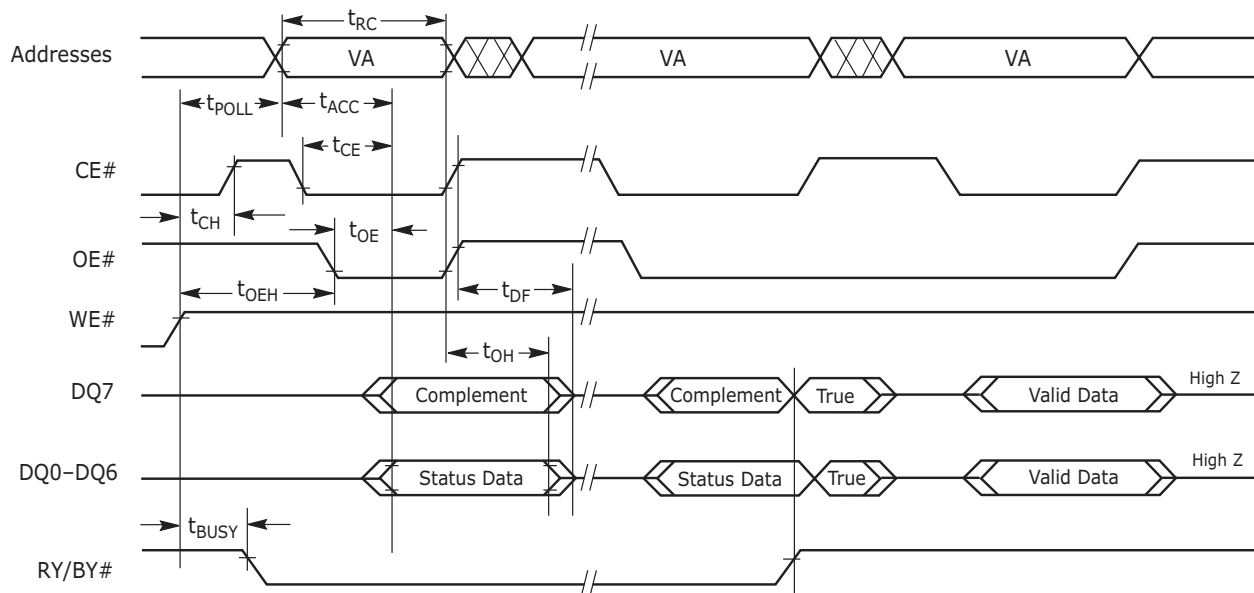 tRC
Addresses VA VA VA
tPOLL tACC
tCE
CE#
tCH tOE
OE#
tOEH tDF
WE#
tOH
DQ7 Complement Complement True Valid Data High Z
DQ0–DQ6 Status Data Status Data True Valid Data High Z
tBUSY
RY/BY#